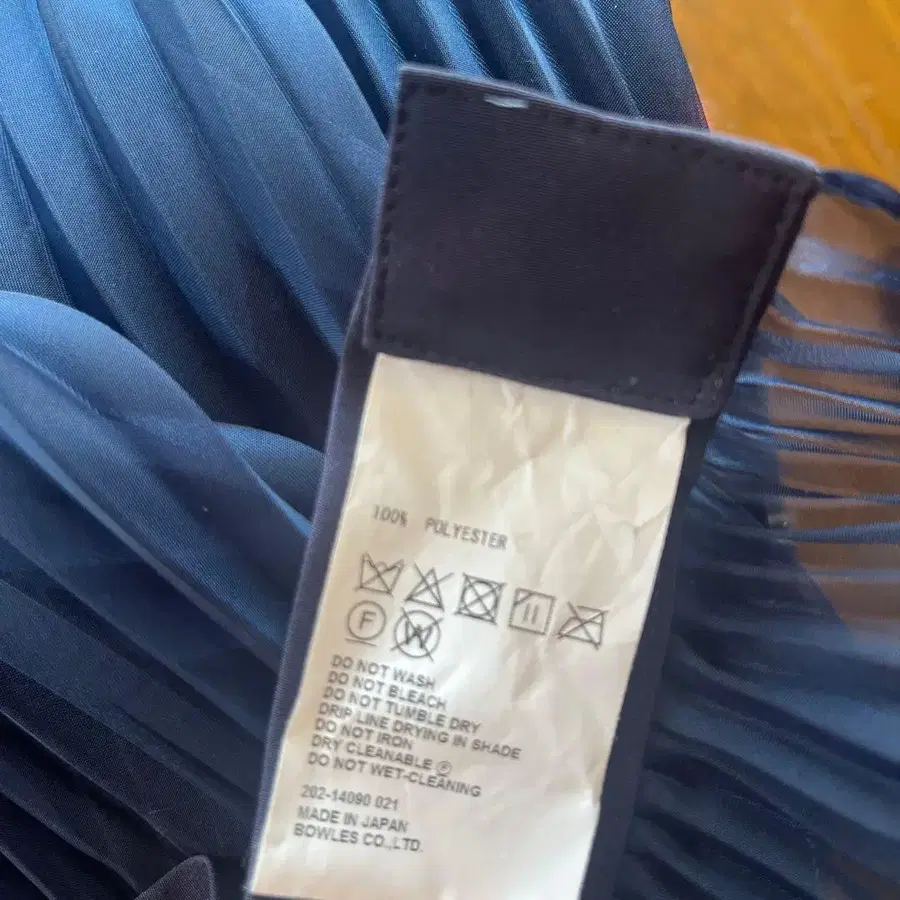 100% POLYESTER
F W
DO NOT WASH
DO NOT BLEACH
DO NOT TUMBLE DRY
DRIP LINE DRYING IN SHADE
DO NOT IRON
DRY CLEANABLE Ⓕ
DO NOT WET-CLEANING
202-14090 021
MADE IN JAPAN
BOWLES CO.,LTD.